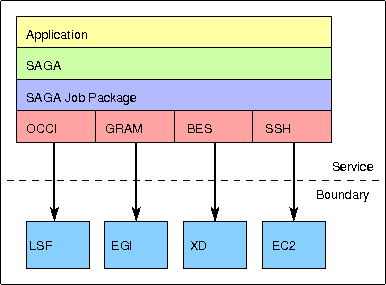 Application
SAGA
SAGA Job Package
OCCI GRAM BES SSH
Service
Boundary
LSF EGI XD EC2